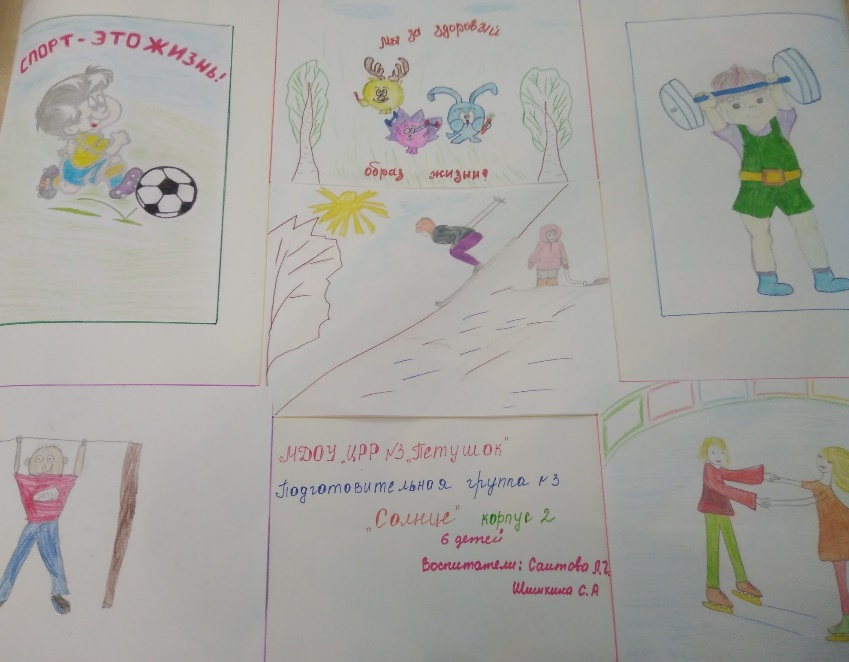 СПОРТ - ЭТО ЖИЗНЬ!
Мы за здоровый
образ жизни!
МДОУ "ЦРР №3 "Петушок"
Подготовительная группа №3
"Солнце" корпус 2
6 детей
Воспитатели: Саитова Л.Г.
Шишкина С.А